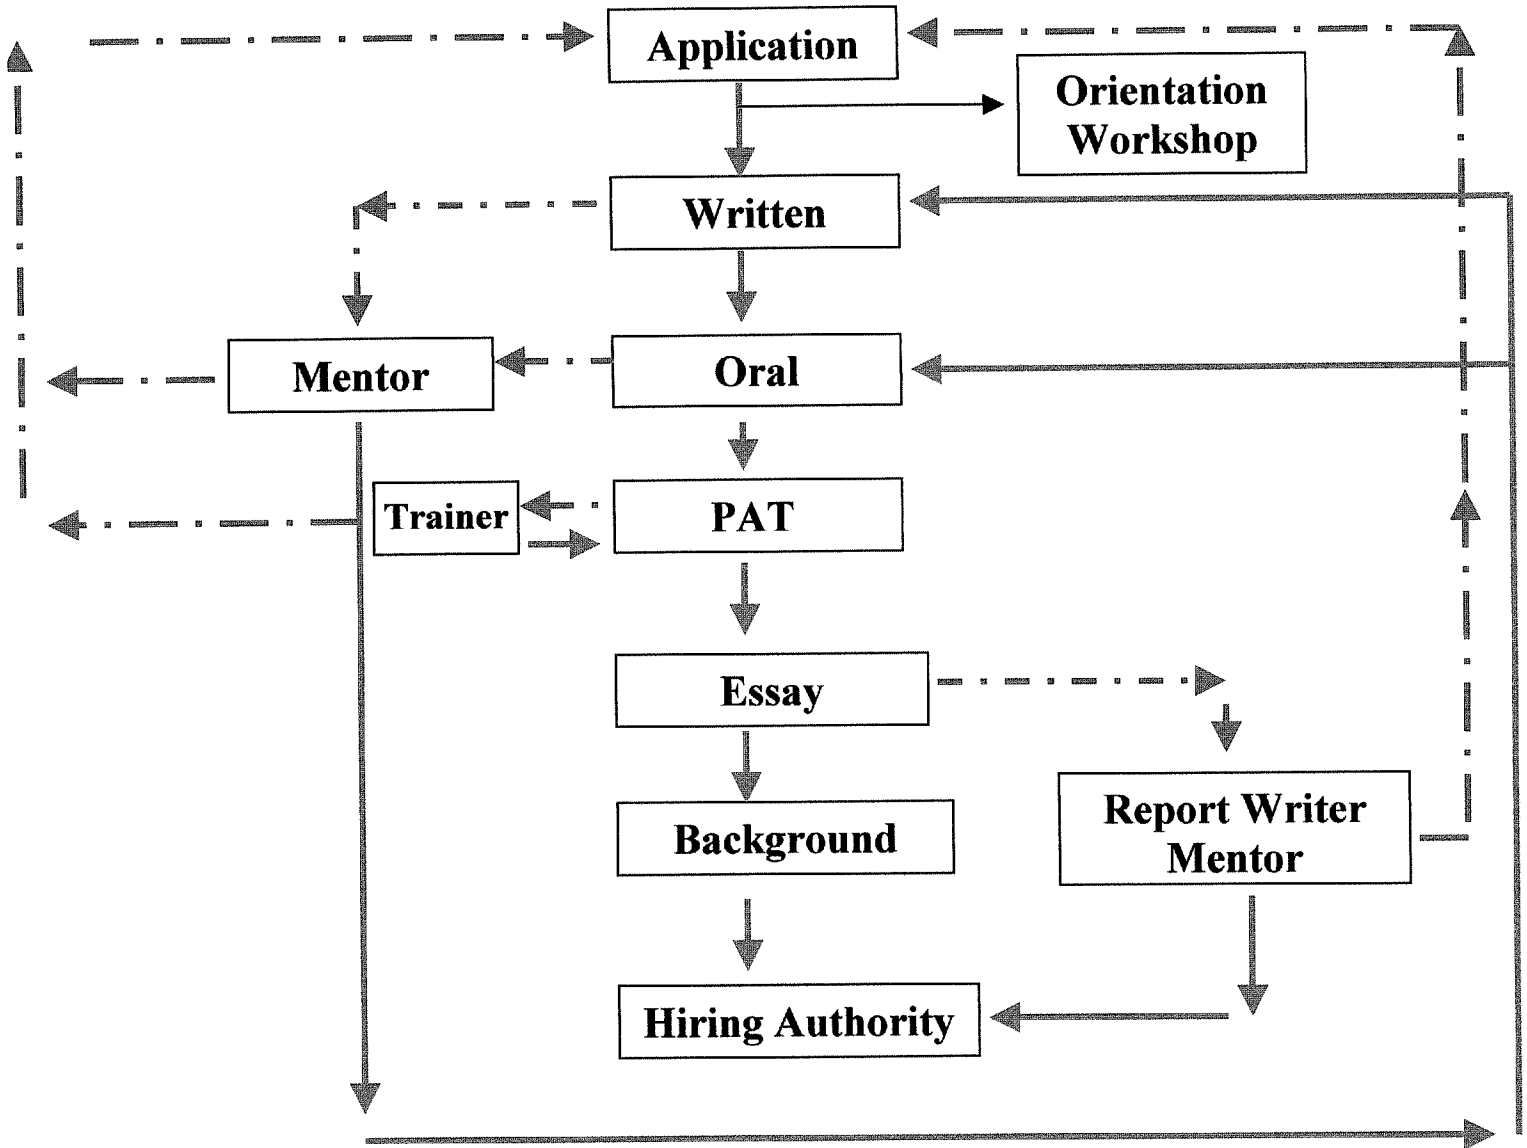 Application
Orientation
Workshop
Written
Mentor
Oral
Trainer
PAT
Essay
Background
Report Writer
Mentor
Hiring Authority